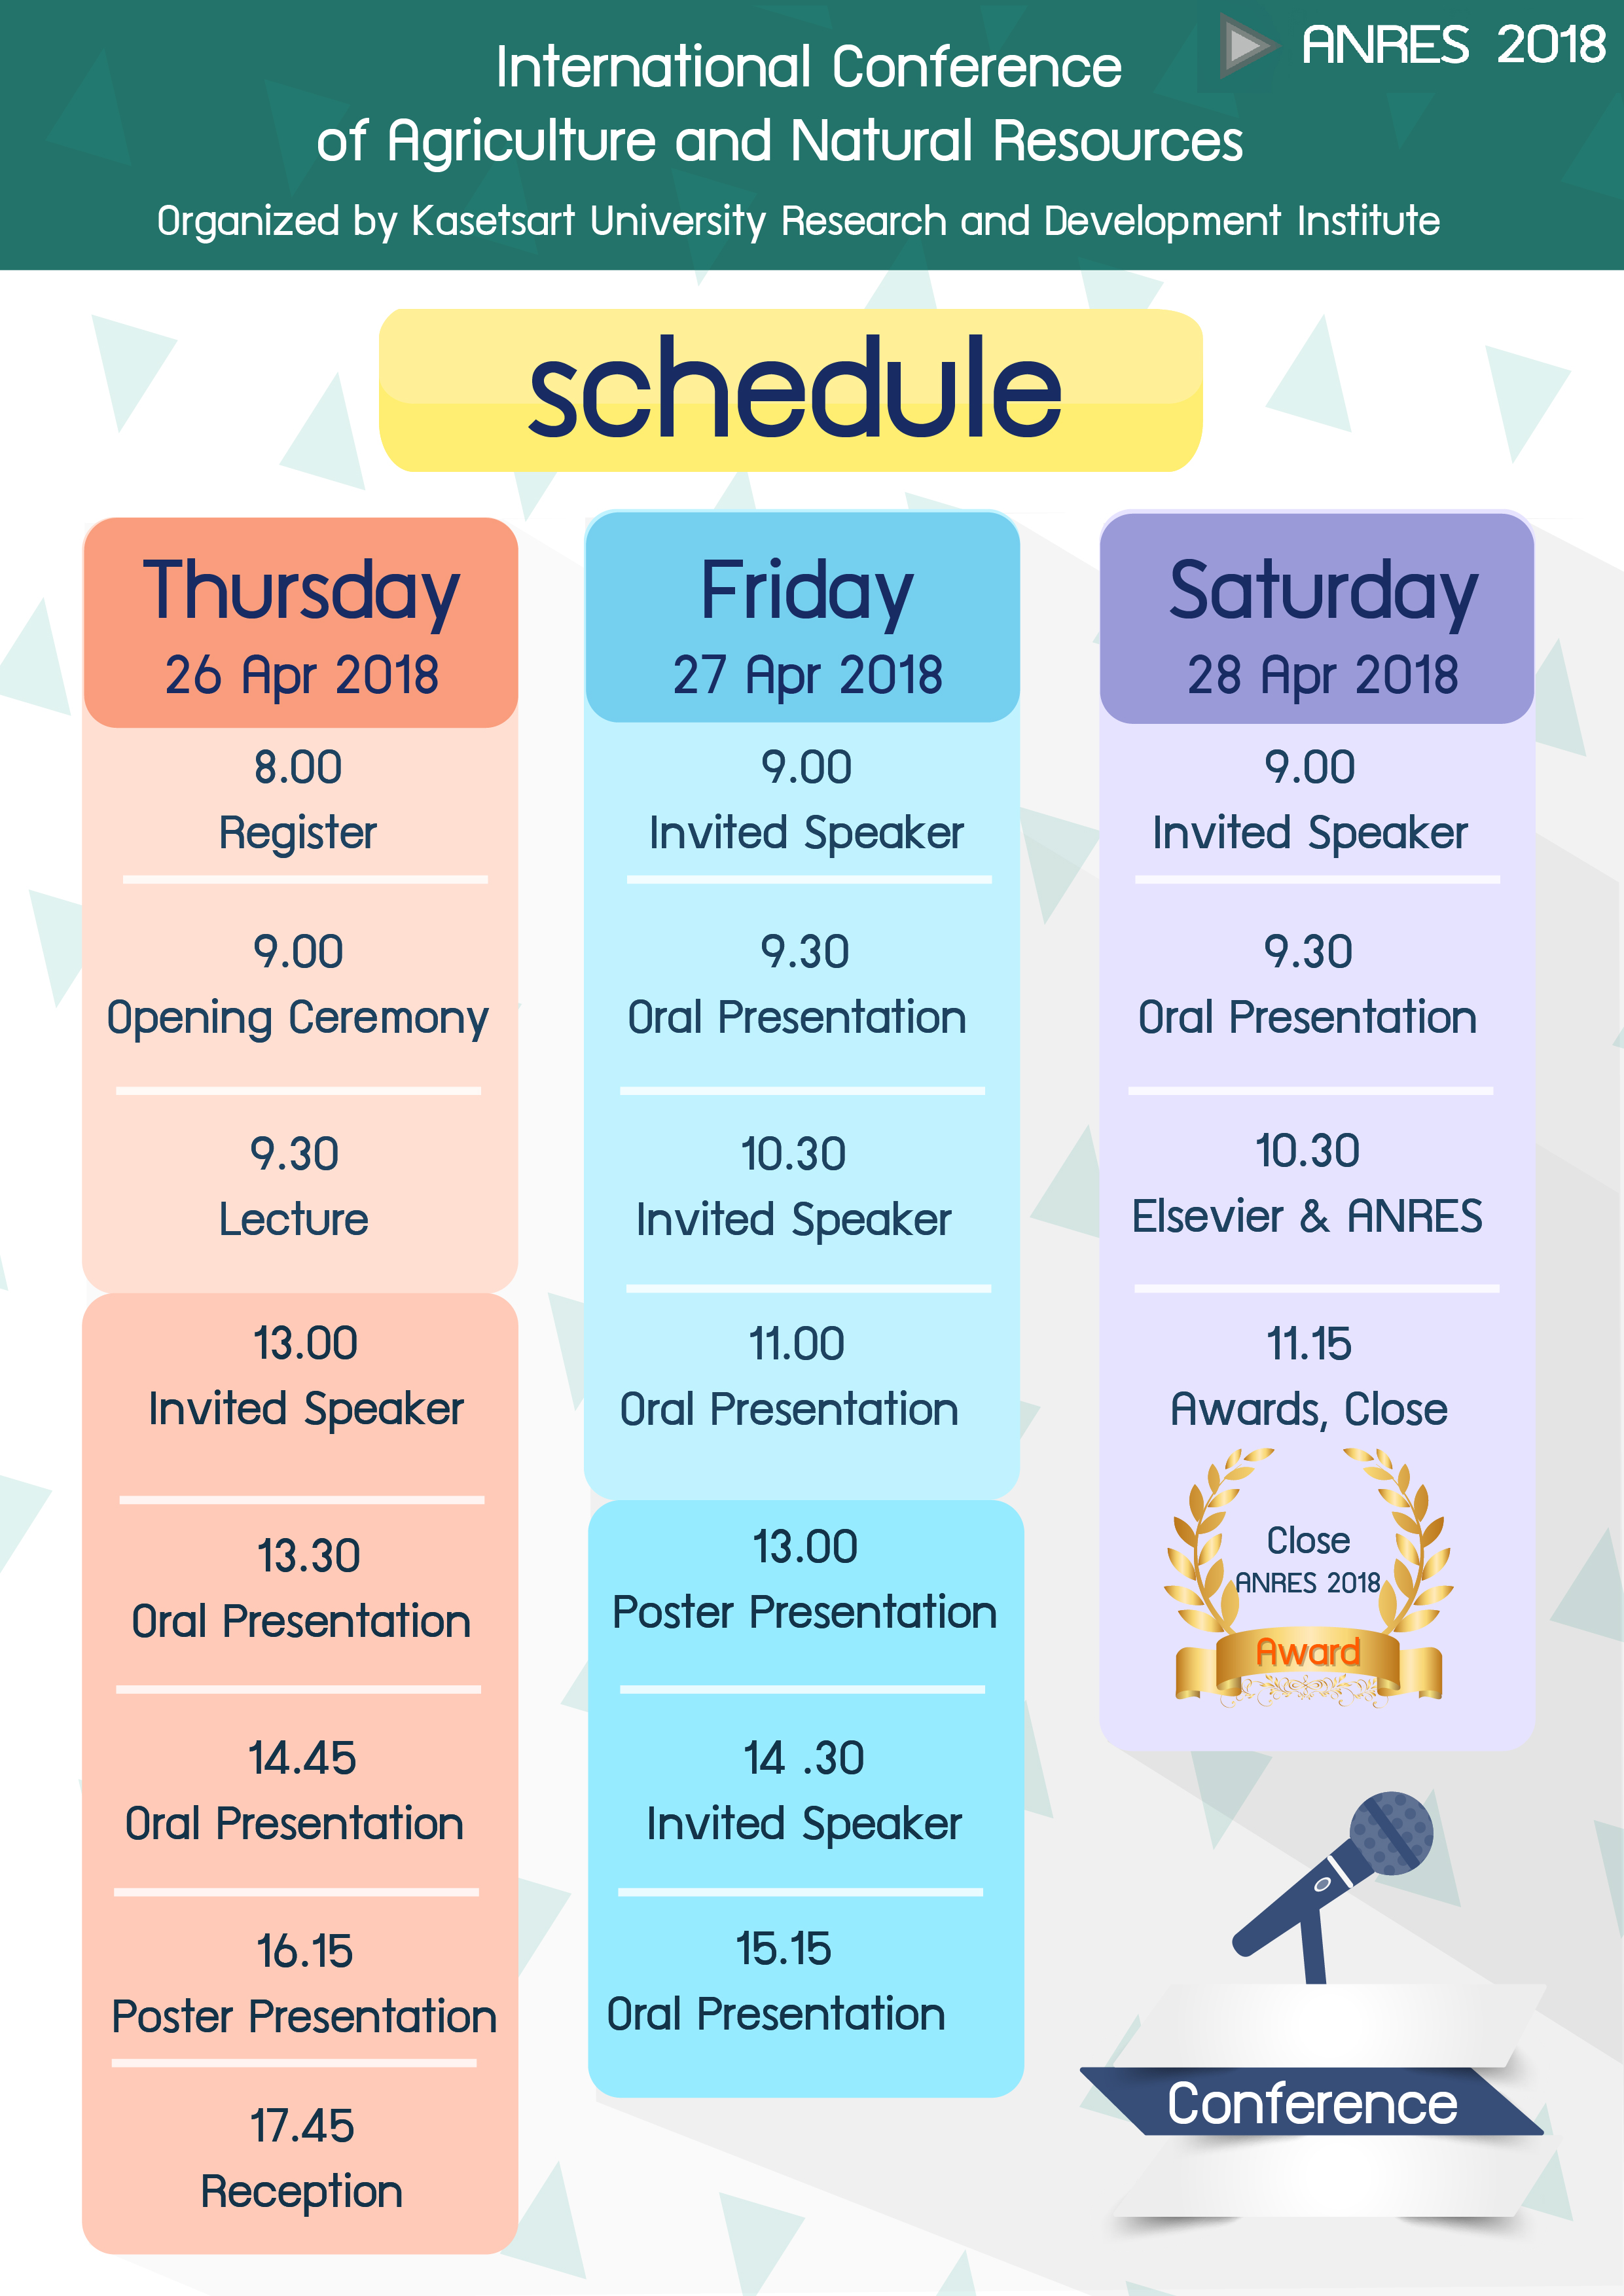 ANRES 2018
International Conference
of Agriculture and Natural Resources
Organized by Kasetsart University Research and Development Institute
schedule
Thursday
26 Apr 2018
8.00
Register
9.00
Opening Ceremony
9.30
Lecture
13.00
Invited Speaker
13.30
Oral Presentation
14.45
Oral Presentation
16.15
Poster Presentation
17.45
Reception
Friday
27 Apr 2018
9.00
Invited Speaker
9.30
Oral Presentation
10.30
Invited Speaker
11.00
Oral Presentation
13.00
Poster Presentation
14 .30
Invited Speaker
15.15
Oral Presentation
Saturday
28 Apr 2018
9.00
Invited Speaker
9.30
Oral Presentation
10.30
Elsevier & ANRES
11.15
Awards, Close
Close
ANRES 2018
Award
Conference